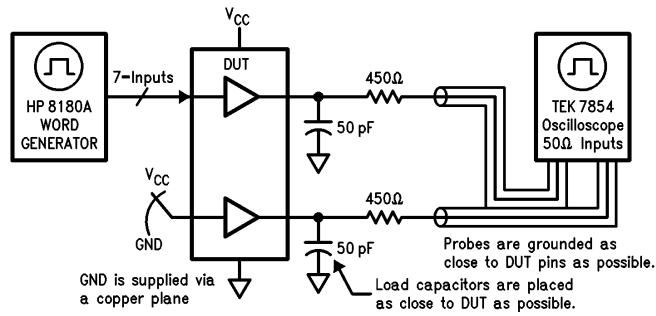 VCC
7-Inputs
DUT
HP 8180A
WORD
GENERATOR
450Ω
50 pF
TEK 7854
Oscilloscope
50Ω Inputs
VCC
GND
450Ω
50 pF
Probes are grounded as
close to DUT pins as possible.
GND is supplied via
a copper plane
Load capacitors are placed
as close to DUT as possible.